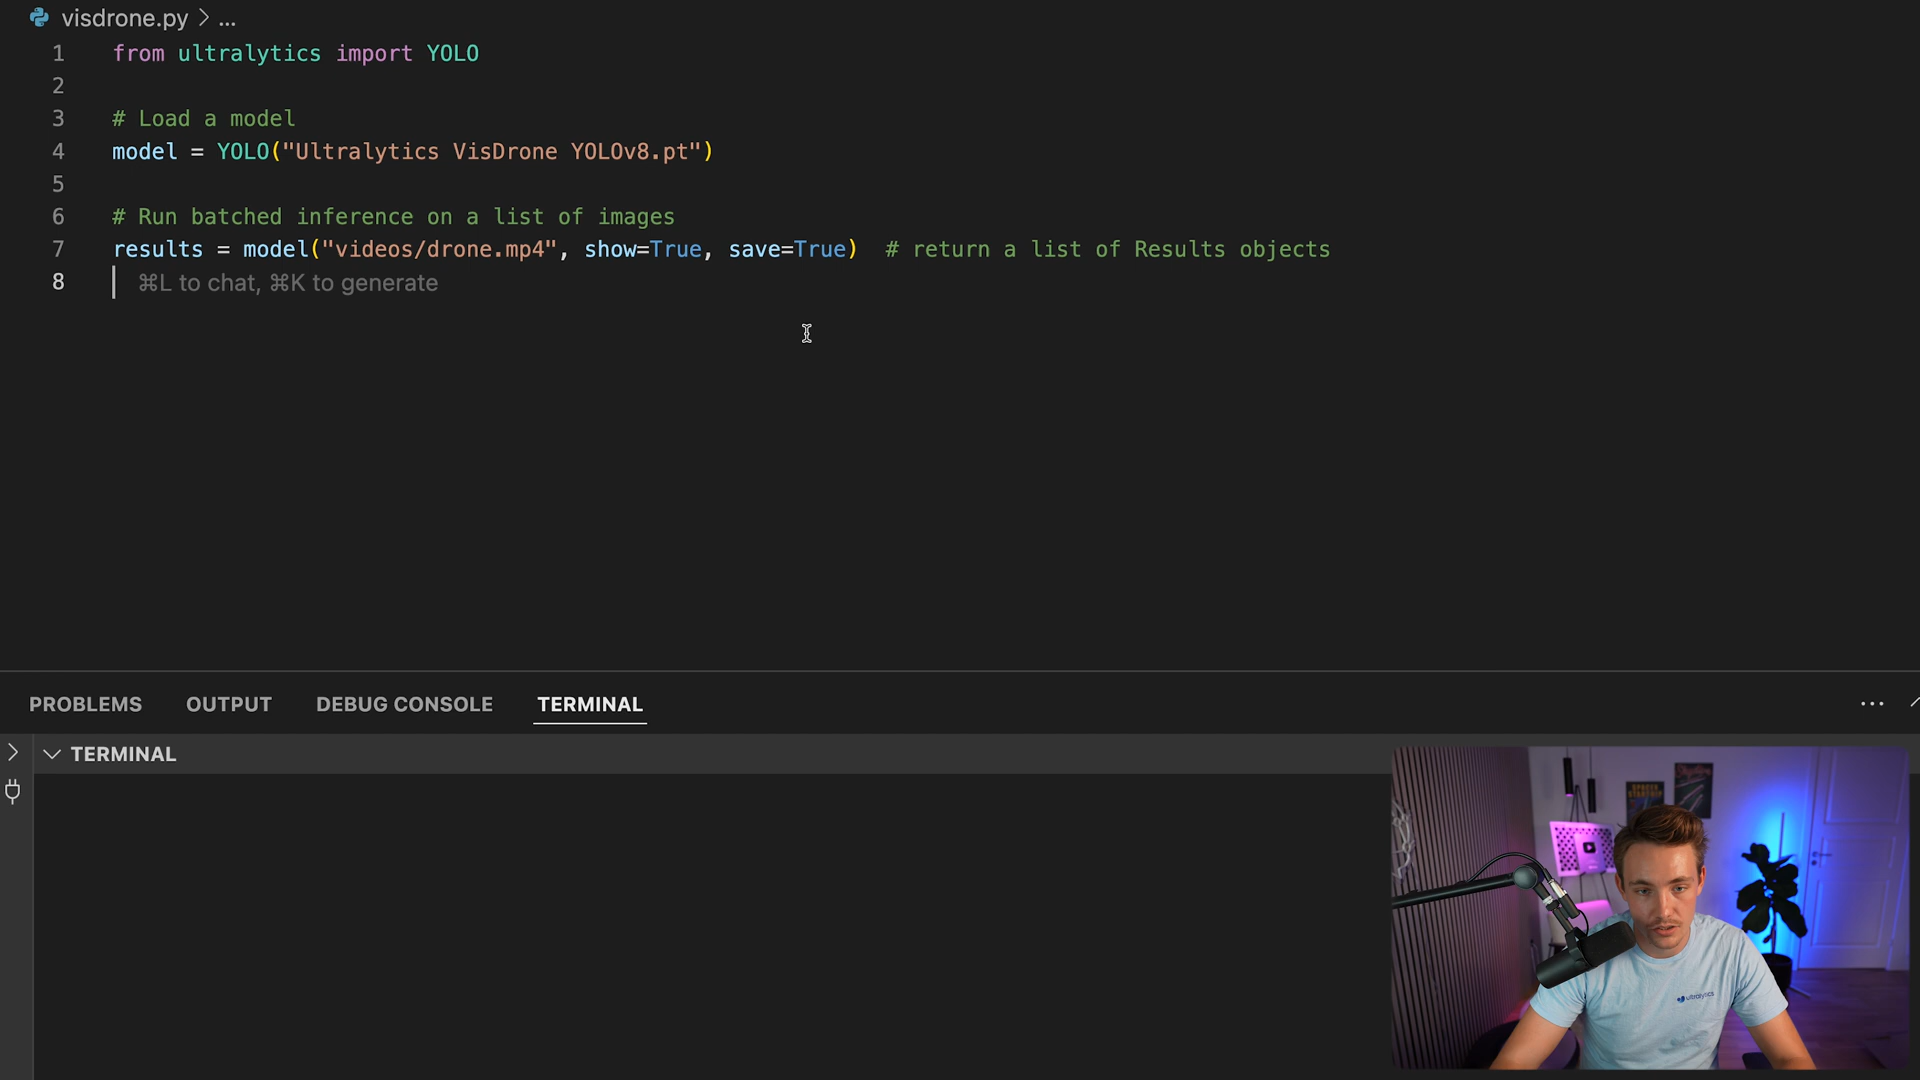 visdrone.py > ...
1 from ultralytics import YOLO
2
3 # Load a model
4 model = YOLO("Ultralytics VisDrone YOLOv8.pt")
5
6 # Run batched inference on a list of images
7 results = model("videos/drone.mp4", show=True, save=True)  # return a list of Results objects
8 ⌘L to chat, ⌘K to generate
PROBLEMS OUTPUT DEBUG CONSOLE TERMINAL ...
TERMINAL
ultralytics